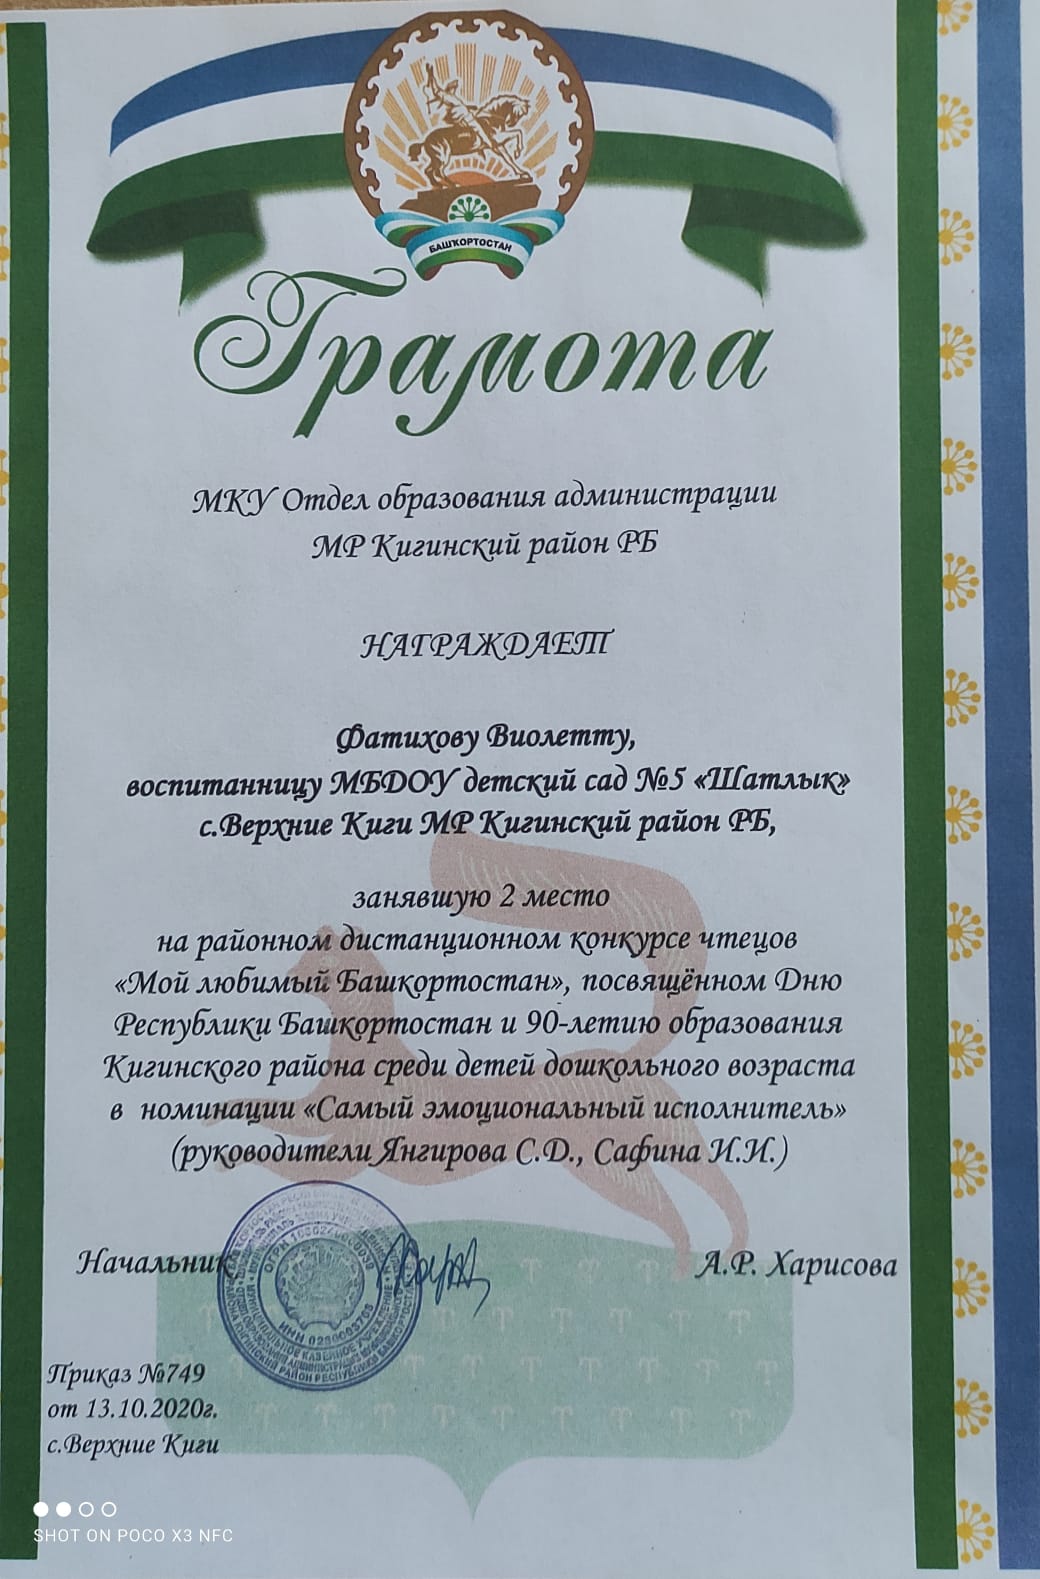 БАШҠОРТОСТАН
Грамота
МКУ Отдел образования администрации
МР Кигинский район РБ
НАГРАЖДАЕТ
Фатихову Виолетту,
воспитанницу МБДОУ детский сад №5 «Шатлык»
с.Верхние Киги МР Кигинский район РБ,
занявшую 2 место
на районном дистанционном конкурсе чтецов
«Мой любимый Башкортостан», посвящённом Дню
Республики Башкортостан и 90-летию образования
Кигинского района среди детей дошкольного возраста
в номинации «Самый эмоциональный исполнитель»
(руководители Янгирова С.Д., Сафина И.И.)
Начальник
А.Р. Харисова
Приказ №749
от 13.10.2020г.
с.Верхние Киги
SHOT ON POCO X3 NFC